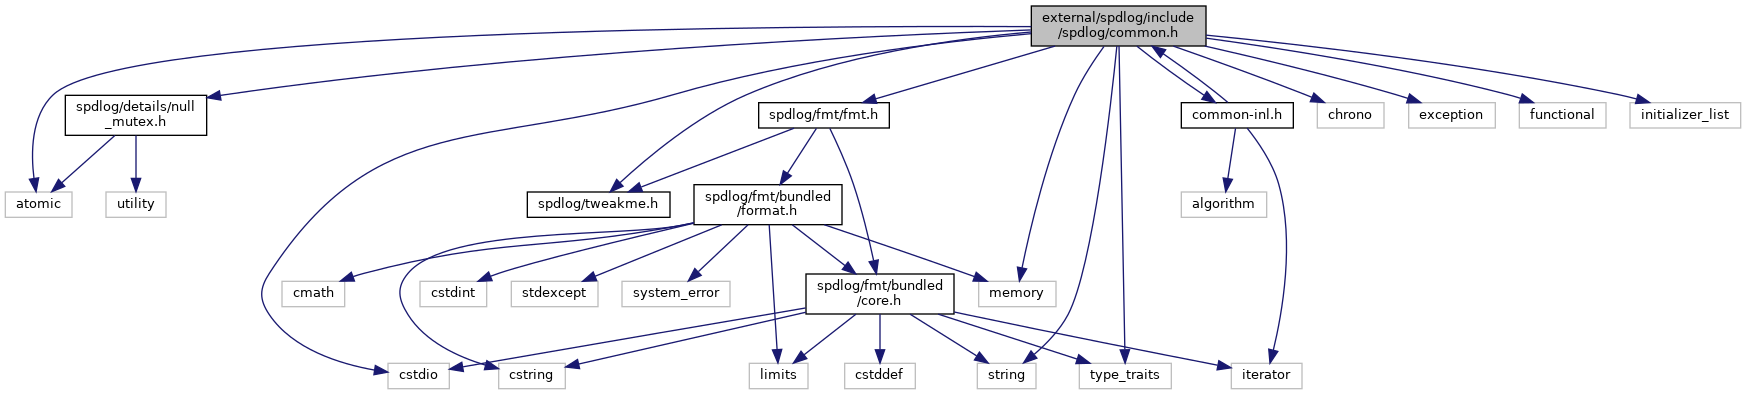 external/spdlog/include
/spdlog/common.h
spdlog/details/null
_mutex.h
spdlog/fmt/fmt.h
common-inl.h
chrono
exception
functional
initializer_list
atomic
utility
spdlog/tweakme.h
spdlog/fmt/bundled
/format.h
algorithm
cmath
cstdint
stdexcept
system_error
spdlog/fmt/bundled
/core.h
memory
cstdio
cstring
limits
cstddef
string
type_traits
iterator